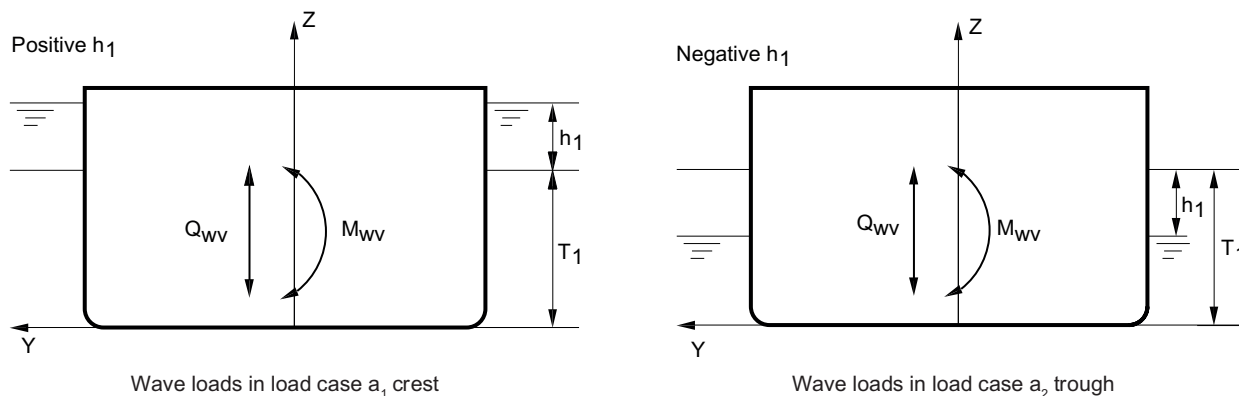 Positive h1
Z
h1
Qwv
Mwv
T1
Y
Wave loads in load case a1 crest
Negative h1
Z
h1
Qwv
Mwv
T1
Y
Wave loads in load case a2 trough